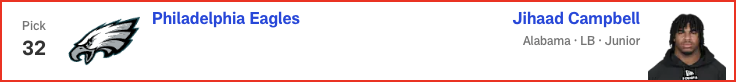 Pick
32
Philadelphia Eagles
Jihaad Campbell
Alabama · LB · Junior